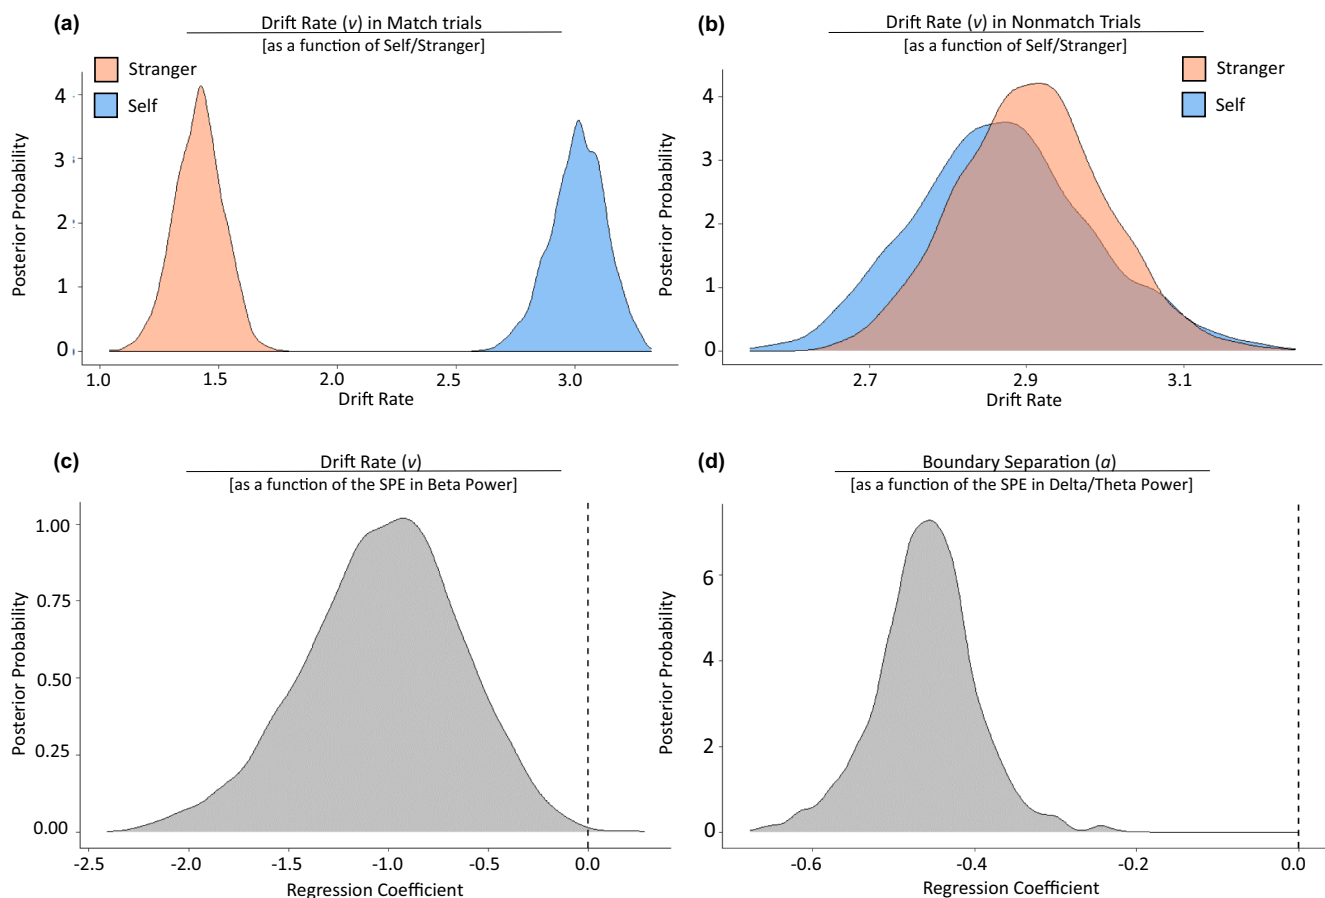 (a)
Drift Rate (v) in Match trials
[as a function of Self/Stranger]
Stranger
Self
Posterior Probability
4
3
2
1
0
1.0 1.5 2.0 2.5 3.0
Drift Rate
(b)
Drift Rate (v) in Nonmatch Trials
[as a function of Self/Stranger]
Stranger
Self
Posterior Probability
4
3
2
1
0
2.7 2.9 3.1
Drift Rate
(c)
Drift Rate (v)
[as a function of the SPE in Beta Power]
Posterior Probability
1.00
0.75
0.50
0.25
0.00
-2.5 -2.0 -1.5 -1.0 -0.5 0.0
Regression Coefficient
(d)
Boundary Separation (a)
[as a function of the SPE in Delta/Theta Power]
Posterior Probability
6
4
2
0
-0.6 -0.4 -0.2 0.0
Regression Coefficient